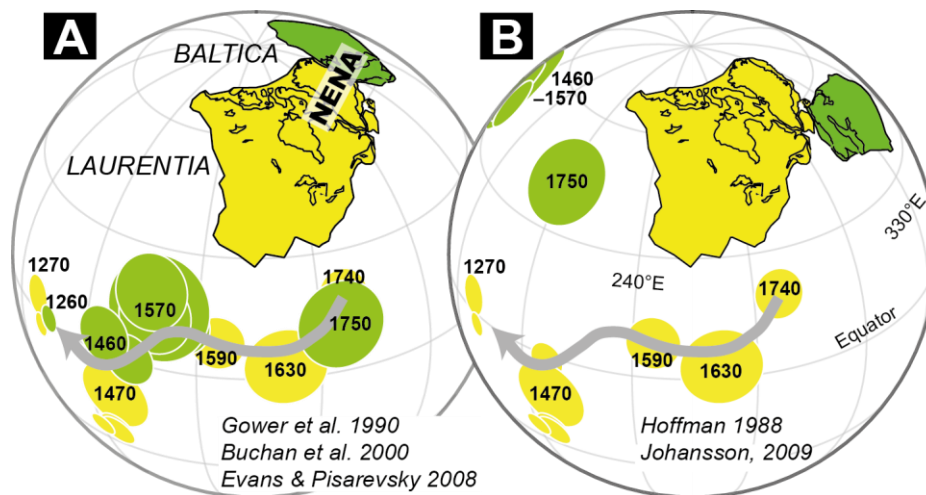 A
BALTICA
NENA
LAURENTIA
1270
1260
1460
1570
1470
1590
1630
1740
1750
Gower et al. 1990
Buchan et al. 2000
Evans & Pisarevsky 2008
B
1460
–1570
1750
330°E
1270
240°E
1740
Equator
1590
1630
1470
Hoffman 1988
Johansson, 2009